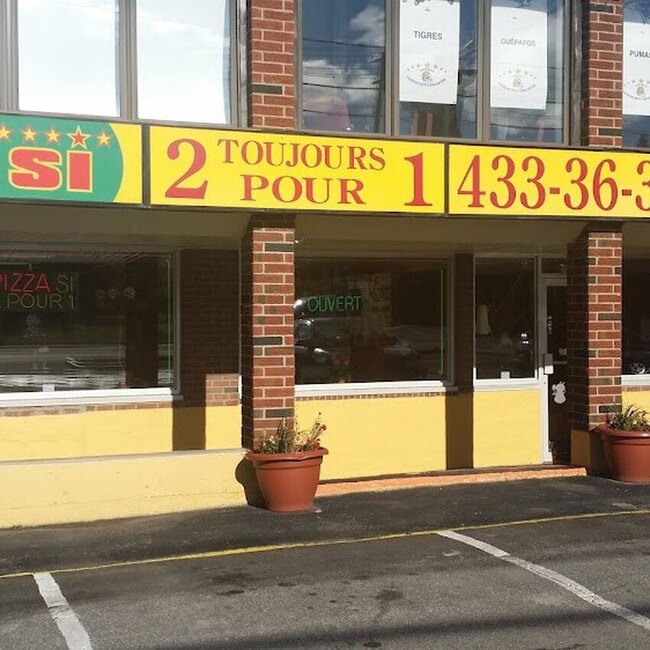 TIGRES
GUÉPARDS
PUMA
SI
2 TOUJOURS POUR 1
433-36-3
PIZZA SI
POUR 1
OUVERT